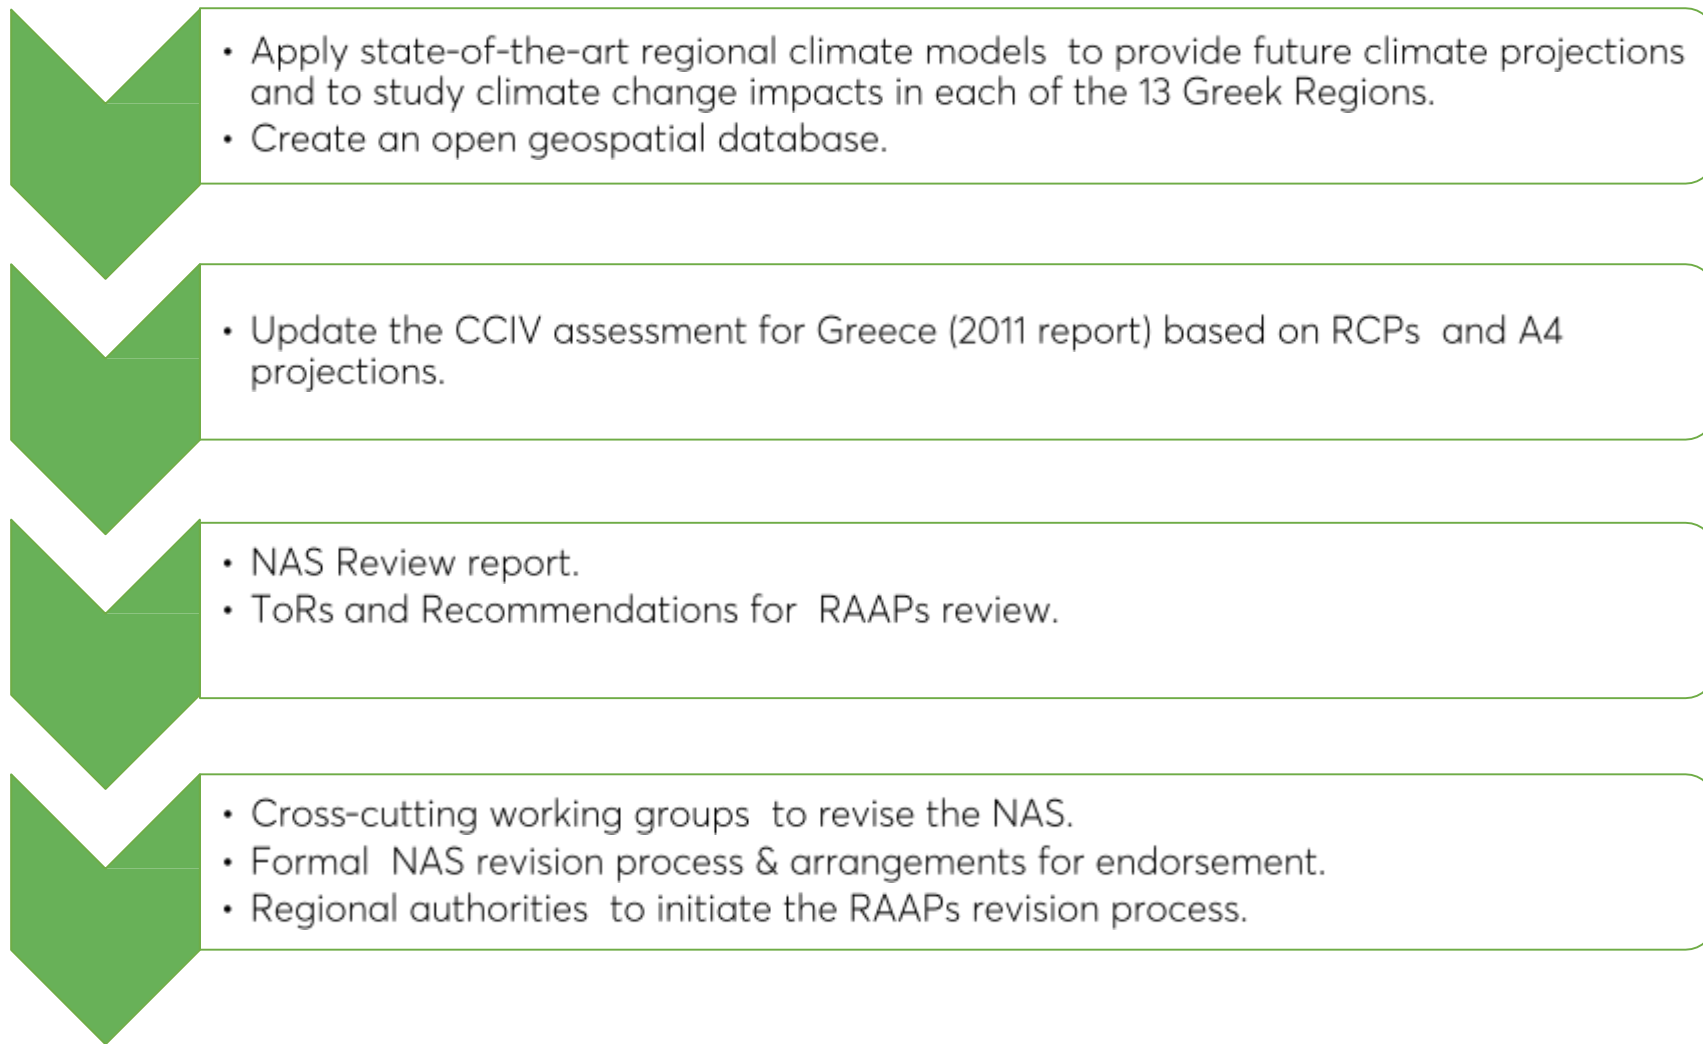 • Apply state-of-the-art regional climate models to provide future climate projections
and to study climate change impacts in each of the 13 Greek Regions.
• Create an open geospatial database.
• Update the CCIV assessment for Greece (2011 report) based on RCPs and A4
projections.
• NAS Review report.
• ToRs and Recommendations for RAAPs review.
• Cross-cutting working groups to revise the NAS.
• Formal NAS revision process & arrangements for endorsement.
• Regional authorities to initiate the RAAPs revision process.